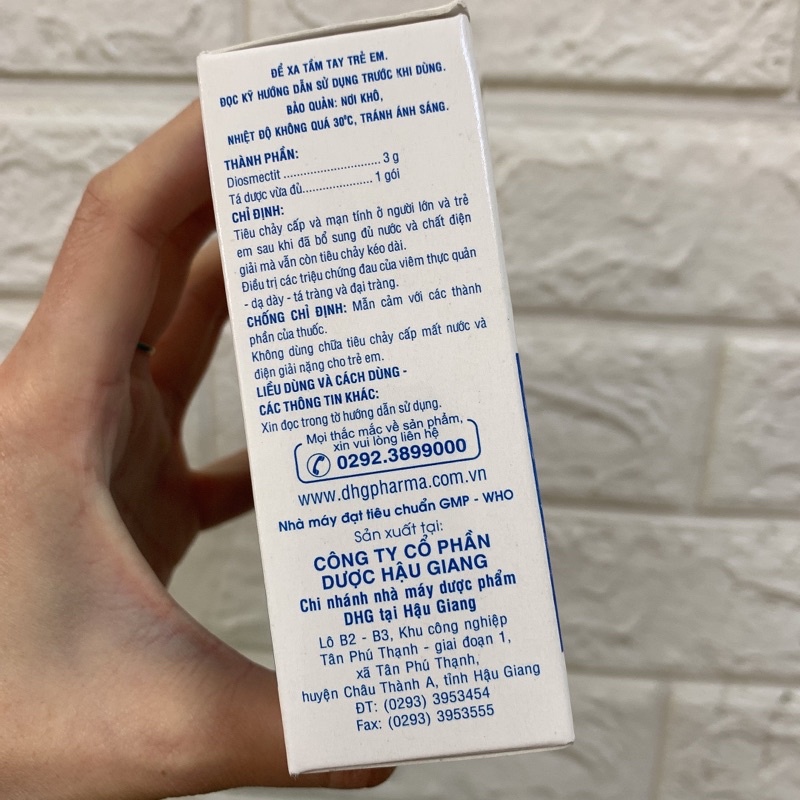 ĐỂ XA TẦM TAY TRẺ EM.
ĐỌC KỸ HƯỚNG DẪN SỬ DỤNG TRƯỚC KHI DÙNG.
BẢO QUẢN: NƠI KHÔ,
NHIỆT ĐỘ KHÔNG QUÁ 30°C, TRÁNH ÁNH SÁNG.
THÀNH PHẦN:
Diosmectit ............................ 3 g
Tá dược vừa đủ.................... 1 gói
CHỈ ĐỊNH:
Tiêu chảy cấp và mạn tính ở người lớn và trẻ
em sau khi đã bổ sung đủ nước và chất điện
giải mà vẫn còn tiêu chảy kéo dài.
Điều trị các triệu chứng đau của viêm thực quản
- dạ dày - tá tràng và đại tràng.
CHỐNG CHỈ ĐỊNH: Mẫn cảm với các thành
phần của thuốc.
Không dùng chữa tiêu chảy cấp mất nước và
điện giải nặng cho trẻ em.
LIỀU DÙNG VÀ CÁCH DÙNG -
CÁC THÔNG TIN KHÁC:
Xin đọc trong tờ hướng dẫn sử dụng.
Mọi thắc mắc về sản phẩm,
xin vui lòng liên hệ
0292.3899000
www.dhgpharma.com.vn
Nhà máy đạt tiêu chuẩn GMP - WHO
Sản xuất tại:
CÔNG TY CỔ PHẦN
DƯỢC HẬU GIANG
Chi nhánh nhà máy dược phẩm
DHG tại Hậu Giang
Lô B2 - B3, Khu công nghiệp
Tân Phú Thạnh - giai đoạn 1,
xã Tân Phú Thạnh,
huyện Châu Thành A, tỉnh Hậu Giang
ĐT: (0293) 3953454
Fax: (0293) 3953555